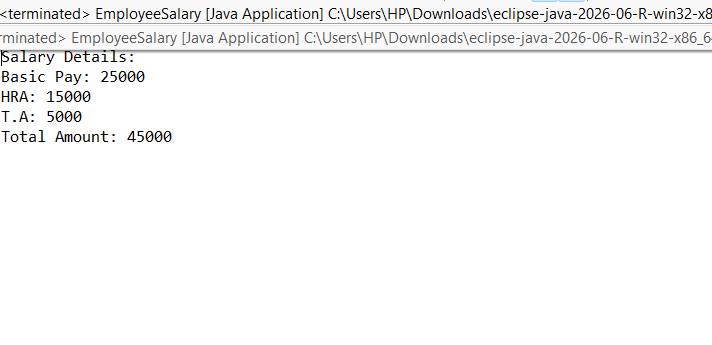 <terminated> EmployeeSalary [Java Application] C:\Users\HP\Downloads\eclipse-java-2026-06-R-win32-x8
rminated> EmployeeSalary [Java Application] C:\Users\HP\Downloads\eclipse-java-2026-06-R-win32-x86_6
Salary Details:
Basic Pay: 25000
HRA: 15000
T.A: 5000
Total Amount: 45000